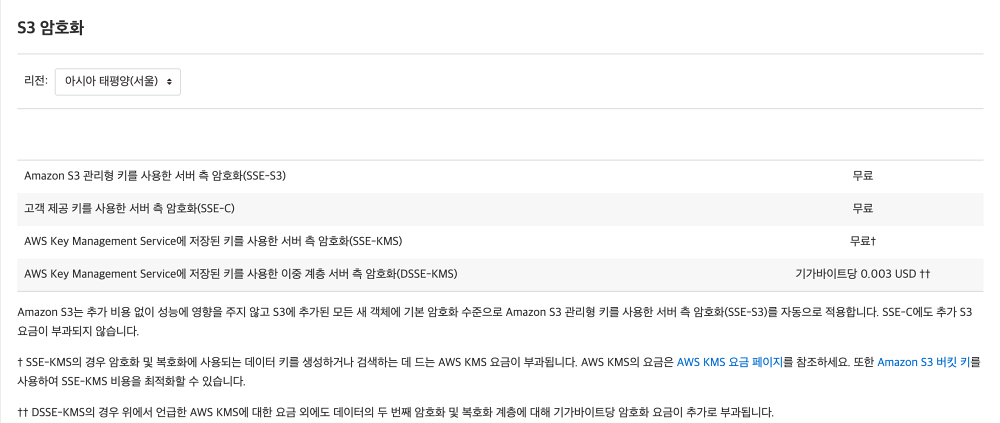 S3 암호화
리전: 아시아 태평양(서울)
Amazon S3 관리형 키를 사용한 서버 측 암호화(SSE-S3) 무료
고객 제공 키를 사용한 서버 측 암호화(SSE-C) 무료
AWS Key Management Service에 저장된 키를 사용한 서버 측 암호화(SSE-KMS) 무료†
AWS Key Management Service에 저장된 키를 사용한 이중 계층 서버 측 암호화(DSSE-KMS) 기가바이트당 0.003 USD ††
Amazon S3는 추가 비용 없이 성능에 영향을 주지 않고 S3에 추가된 모든 새 객체에 기본 암호화 수준으로 Amazon S3 관리형 키를 사용한 서버 측 암호화(SSE-S3)를 자동으로 적용합니다. SSE-C에도 추가 S3
요금이 부과되지 않습니다.
† SSE-KMS의 경우 암호화 및 복호화에 사용되는 데이터 키를 생성하거나 검색하는 데 드는 AWS KMS 요금이 부과됩니다. AWS KMS의 요금은 AWS KMS 요금 페이지를 참조하세요. 또한 Amazon S3 버킷 키를
사용하여 SSE-KMS 비용을 최적화할 수 있습니다.
†† DSSE-KMS의 경우 위에서 언급한 AWS KMS에 대한 요금 외에도 데이터의 두 번째 암호화 및 복호화 계층에 대해 기가바이트당 암호화 요금이 추가로 부과됩니다.